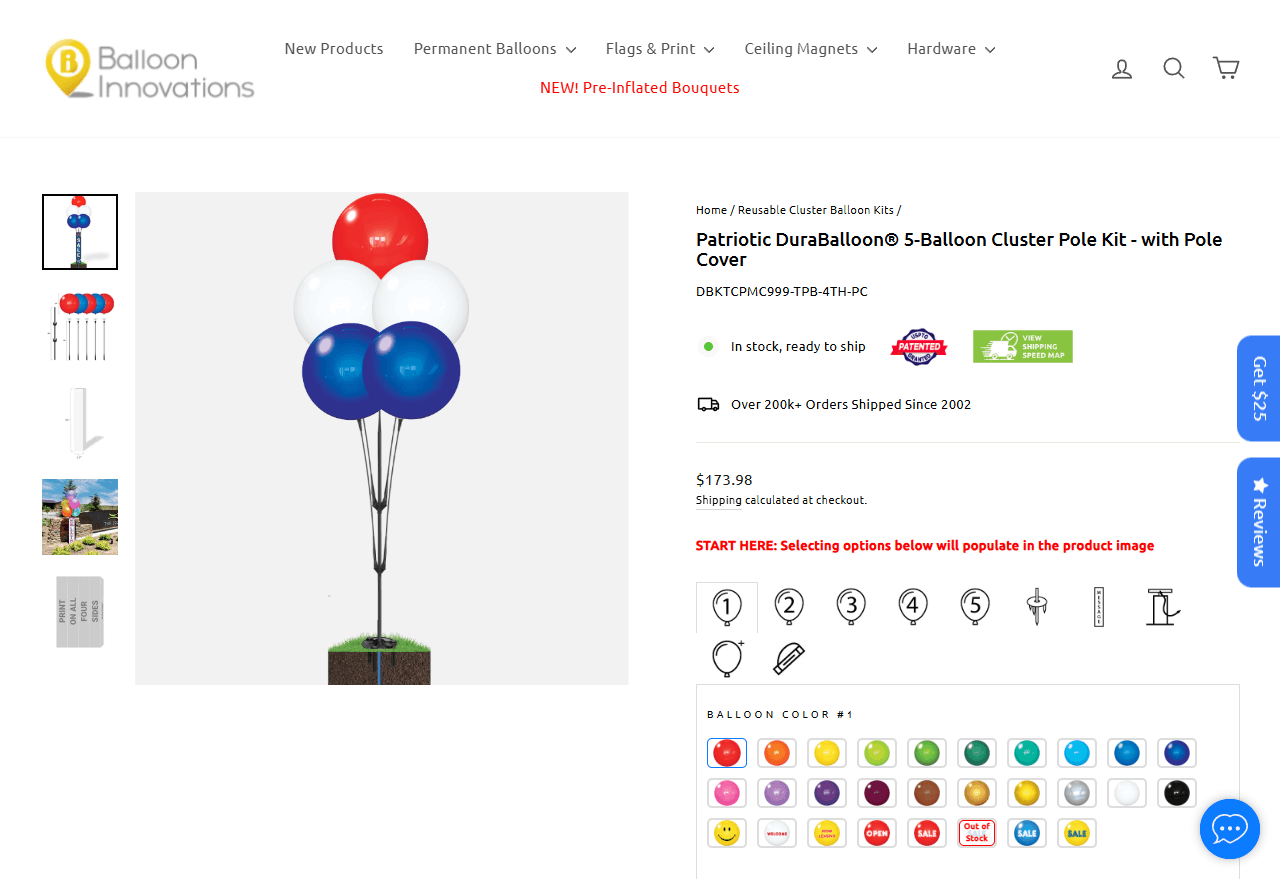 Balloon
Innovations
New Products
Permanent Balloons
Flags & Print
Ceiling Magnets
Hardware
NEW! Pre-Inflated Bouquets
PRINT
ON ALL
FOUR
SIDES
Home / Reusable Cluster Balloon Kits /
Patriotic DuraBalloon® 5-Balloon Cluster Pole Kit - with Pole
Cover
DBKTCPMC999-TPB-4TH-PC
In stock, ready to ship
USPTO
PATENTED
GRANTED
VIEW
SHIPPING
SPEED MAP
Over 200k+ Orders Shipped Since 2002
$173.98
Shipping calculated at checkout.
START HERE: Selecting options below will populate in the product image
1
2
3
4
5
MESSAGE
BALLOON COLOR #1
WELCOME
NOW
LEASING
OPEN
SALE
Out of
Stock
SALE
SALE
Get $25
Reviews